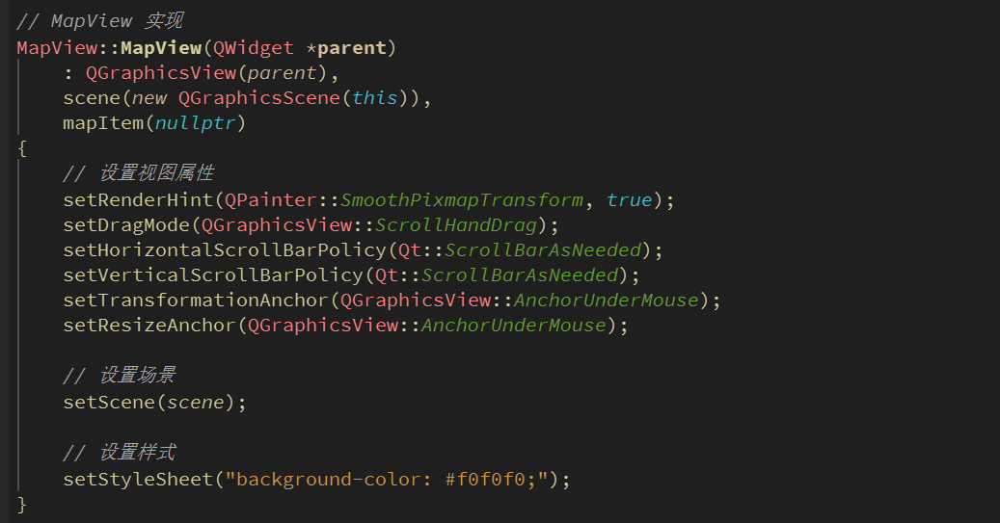 // MapView 实现
MapView::MapView(QWidget *parent)
    : QGraphicsView(parent),
    scene(new QGraphicsScene(this)),
    mapItem(nullptr)
{
    // 设置视图属性
    setRenderHint(QPainter::SmoothPixmapTransform, true);
    setDragMode(QGraphicsView::ScrollHandDrag);
    setHorizontalScrollBarPolicy(Qt::ScrollBarAsNeeded);
    setVerticalScrollBarPolicy(Qt::ScrollBarAsNeeded);
    setTransformationAnchor(QGraphicsView::AnchorUnderMouse);
    setResizeAnchor(QGraphicsView::AnchorUnderMouse);

    // 设置场景
    setScene(scene);

    // 设置样式
    setStyleSheet("background-color: #f0f0f0;");
}